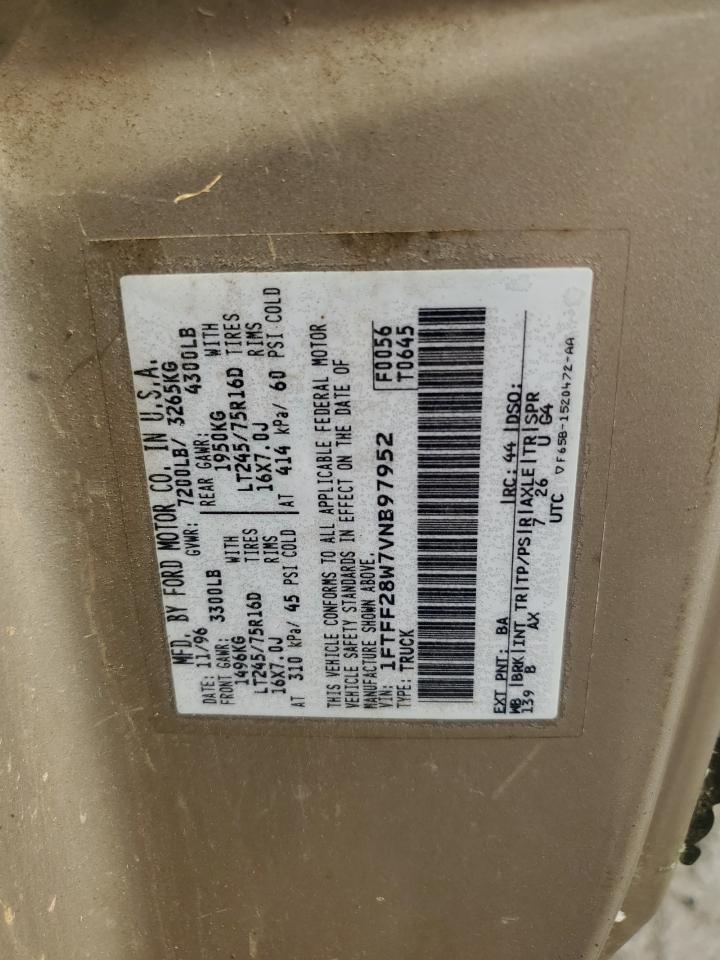 MFD. BY FORD MOTOR CO. IN U.S.A.
DATE: 11/96 GVWR: 7200LB/ 3265KG
FRONT GAWR: 3300LB REAR GAWR: 4300LB
1496KG WITH 1950KG WITH
LT245/75R16D TIRES LT245/75R16D TIRES
16X7.0J RIMS 16X7.0J RIMS
AT 310 kPa/ 45 PSI COLD AT 414 kPa/ 60 PSI COLD
THIS VEHICLE CONFORMS TO ALL APPLICABLE FEDERAL MOTOR
VEHICLE SAFETY STANDARDS IN EFFECT ON THE DATE OF
MANUFACTURE SHOWN ABOVE.
VIN: 1FTFF28W7VNB97952 F0056
TYPE: TRUCK T0645
EXT PNT: BA RC: 44 DSO:
WB BRK INT TR TP/PS R AXLE TR SPR
139 B AX 7 26 U G4
UTC ▽F65B-1520472-AA